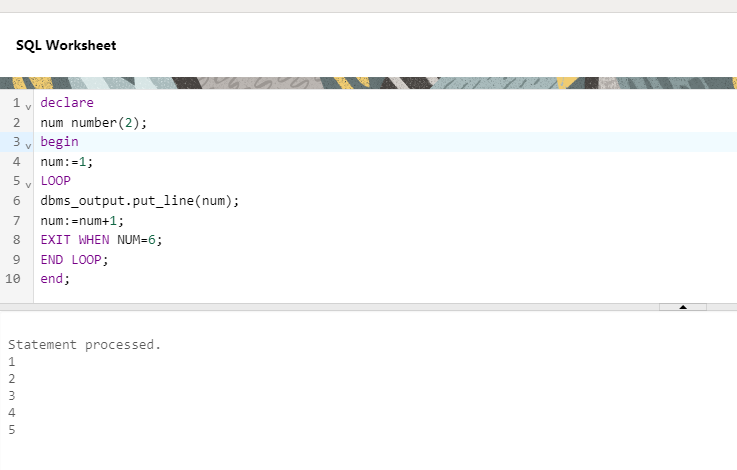 SQL Worksheet
1 declare
2 num number(2);
3 begin
4 num:=1;
5 LOOP
6 dbms_output.put_line(num);
7 num:=num+1;
8 EXIT WHEN NUM=6;
9 END LOOP;
10 end;
Statement processed.
1
2
3
4
5